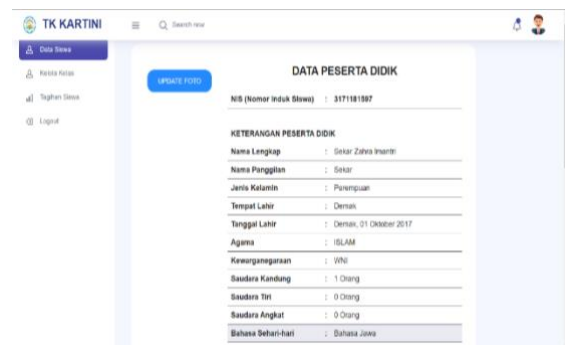 TK KARTINI
Search now
Data Siswa
Kelola Kelas
Tagihan Siswa
Logout
UPDATE FOTO
DATA PESERTA DIDIK
NIS (Nomor Induk Siswa) : 3171181597
KETERANGAN PESERTA DIDIK
Nama Lengkap : Sekar Zahra Imantri
Nama Panggilan : Sekar
Jenis Kelamin : Perempuan
Tempat Lahir : Demak
Tanggal Lahir : Demak, 01 Oktober 2017
Agama : ISLAM
Kewarganegaraan : WNI
Saudara Kandung : 1 Orang
Saudara Tiri : 0 Orang
Saudara Angkat : 0 Orang
Bahasa Sehari-hari : Bahasa Jawa